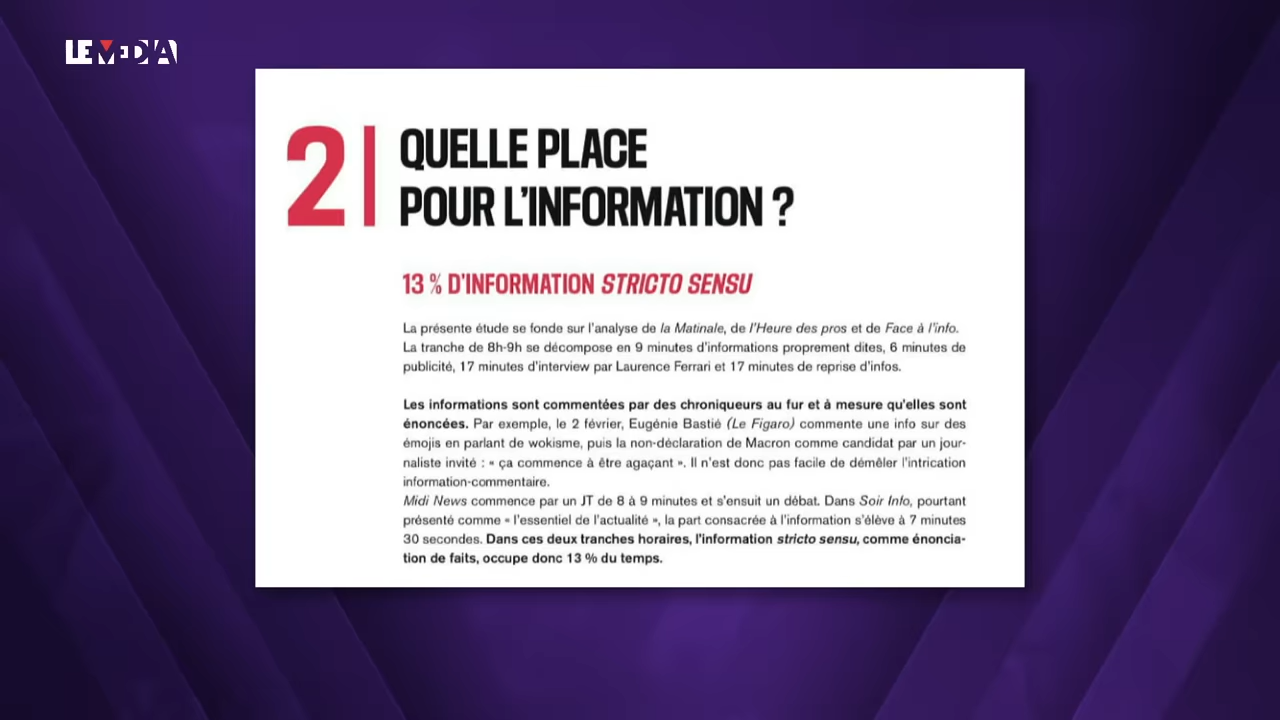 LE MEDIA
2
QUELLE PLACE
POUR L'INFORMATION ?
13 % D'INFORMATION STRICTO SENSU
La présente étude se fonde sur l'analyse de la Matinale, de l'Heure des pros et de Face à l'info.
La tranche de 8h-9h se décompose en 9 minutes d'informations proprement dites, 6 minutes de
publicité, 17 minutes d'interview par Laurence Ferrari et 17 minutes de reprise d'infos.
Les informations sont commentées par des chroniqueurs au fur et à mesure qu'elles sont
énoncées. Par exemple, le 2 février, Eugénie Bastié (Le Figaro) commente une info sur des
émojis en parlant de wokisme, puis la non-déclaration de Macron comme candidat par un jour-
naliste invité : « ça commence à être agaçant ». Il n'est donc pas facile de démêler l'intrication
information-commentaire.
Midi News commence par un JT de 8 à 9 minutes et s'ensuit un débat. Dans Soir Info, pourtant
présenté comme « l'essentiel de l'actualité », la part consacrée à l'information s'élève à 7 minutes
30 secondes. Dans ces deux tranches horaires, l'information stricto sensu, comme énoncia-
tion de faits, occupe donc 13 % du temps.